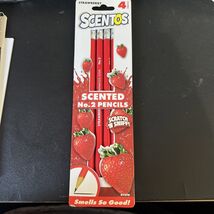 STRAWBERRY
4
SCENTOS
SCENTED
No.2 PENCILS
SCRATCH
'N SNIFF!
Smells So Good!